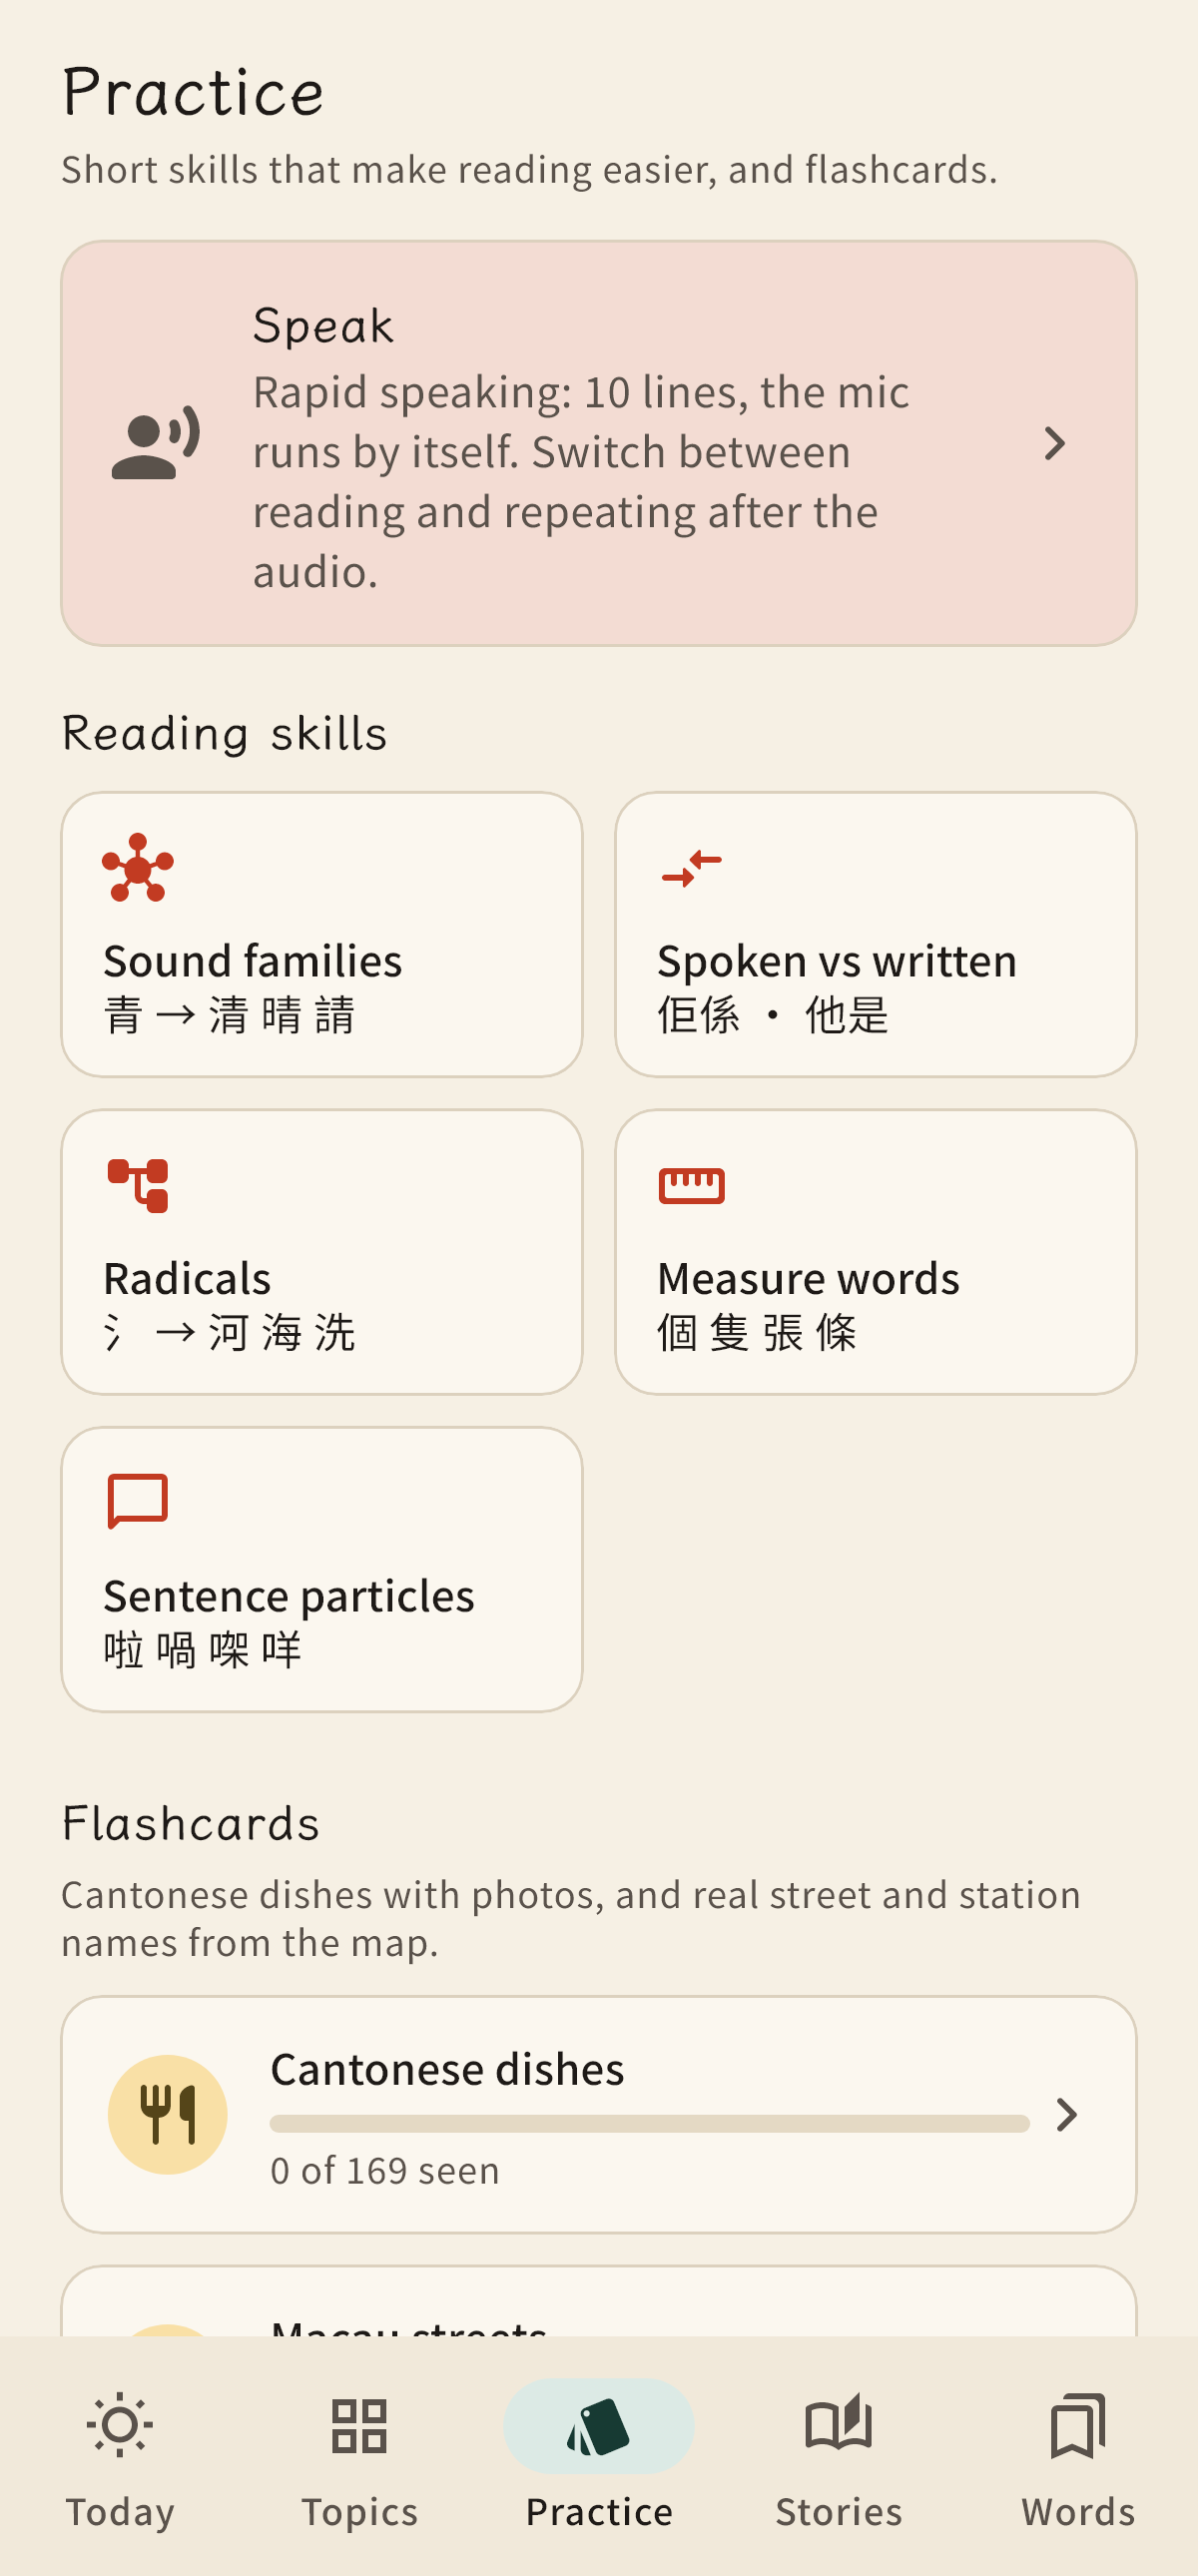 Practice
Short skills that make reading easier, and flashcards.
Speak
Rapid speaking: 10 lines, the mic
runs by itself. Switch between
reading and repeating after the
audio.
Reading skills
Sound families
青 → 清 晴 請
Spoken vs written
佢係 · 他是
Radicals
氵 → 河 海 洗
Measure words
個 隻 張 條
Sentence particles
啦 喎 㗎 咩
Flashcards
Cantonese dishes with photos, and real street and station
names from the map.
Cantonese dishes
0 of 169 seen
Macau streets
Today
Topics
Practice
Stories
Words